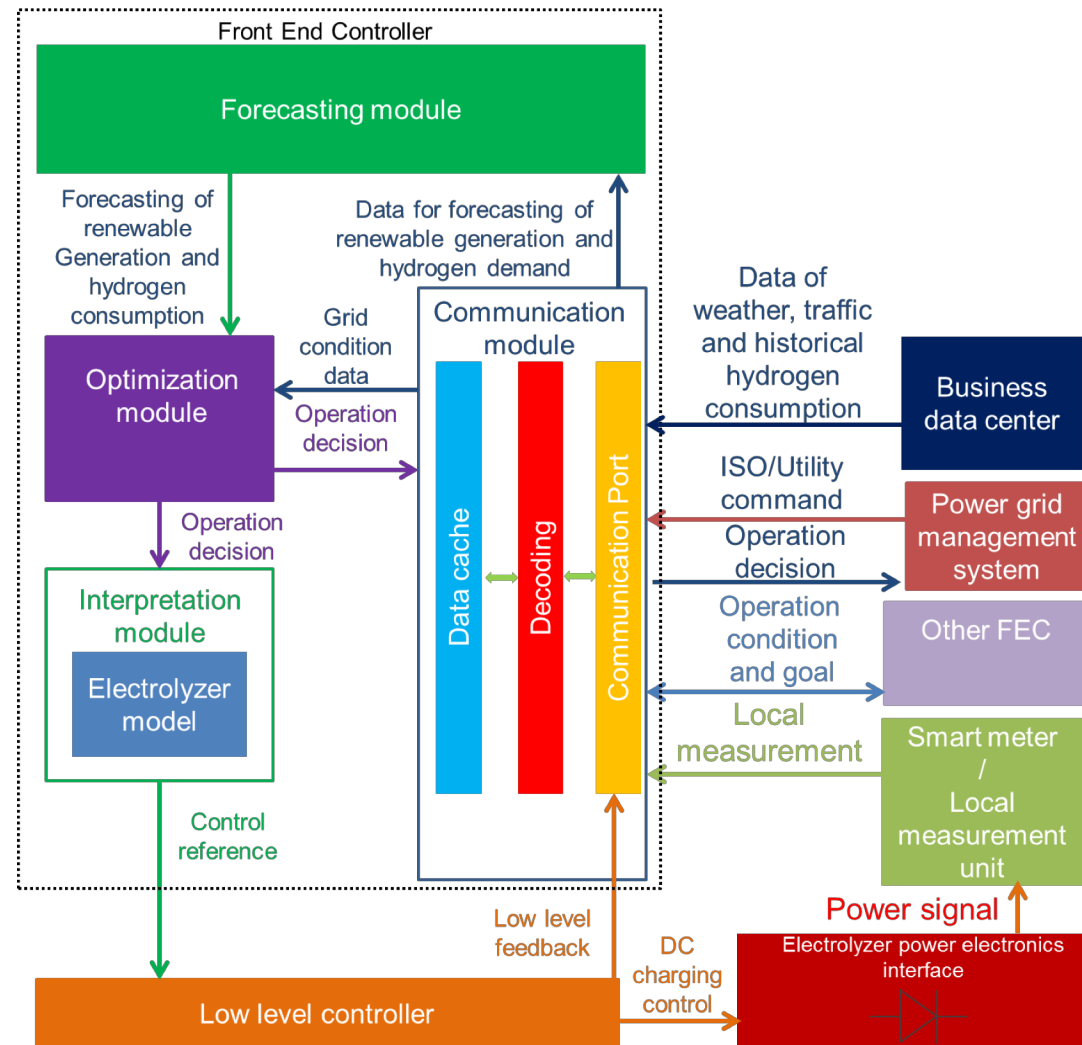 Front End Controller
Forecasting module
Forecasting of
renewable
Generation and
hydrogen
consumption
Data for forecasting of
renewable generation and
hydrogen demand
Grid
condition
data
Communication
module
Data of
weather, traffic
and historical
hydrogen
consumption
Optimization
module
Operation
decision
Business
data center
ISO/Utility
command
Power grid
management
system
Operation
decision
Operation
decision
Data cache
Decoding
Communication Port
Interpretation
module
Electrolyzer
model
Operation
condition
and goal
Other FEC
Local
measurement
Smart meter
/
Local
measurement
unit
Control
reference
Low level
feedback
Power signal
DC
charging
control
Electrolyzer power electronics
interface
Low level controller